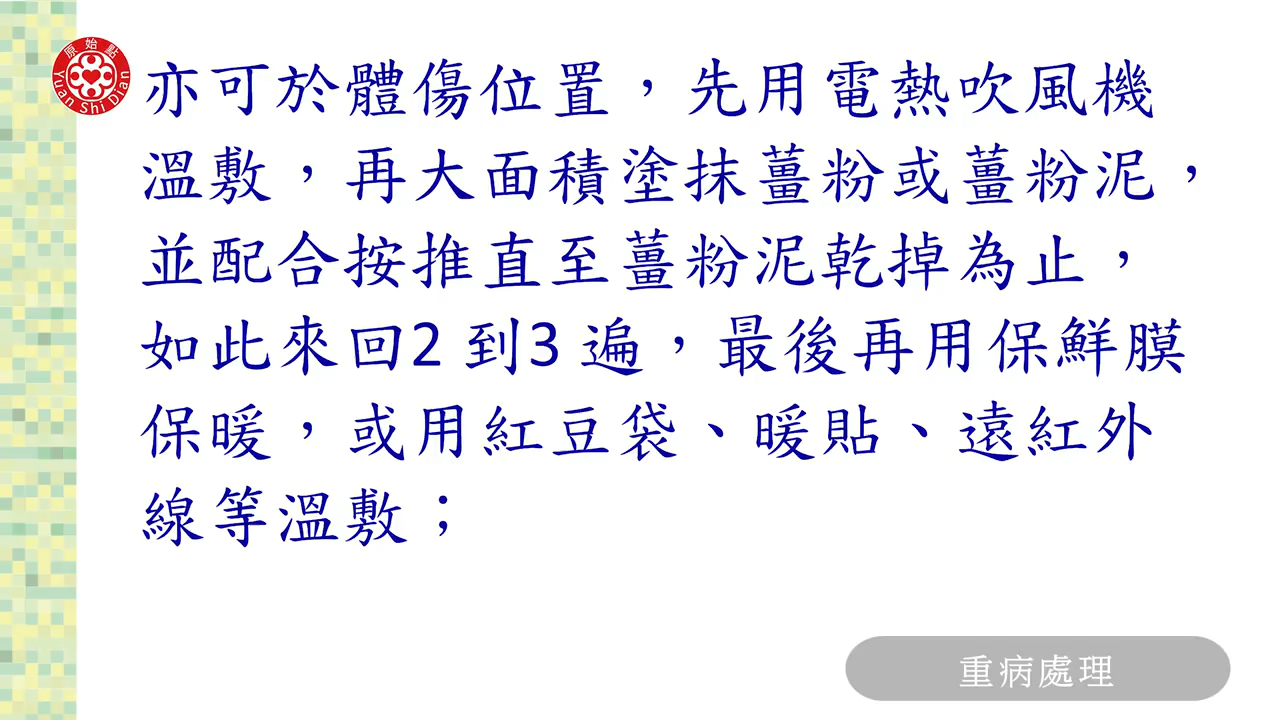 原始點
Yuan Shi Dian
亦可於體傷位置，先用電熱吹風機
溫敷，再大面積塗抹薑粉或薑粉泥，
並配合按推直至薑粉泥乾掉為止，
如此來回2 到3 遍，最後再用保鮮膜
保暖，或用紅豆袋、暖貼、遠紅外
線等溫敷；
重病處理